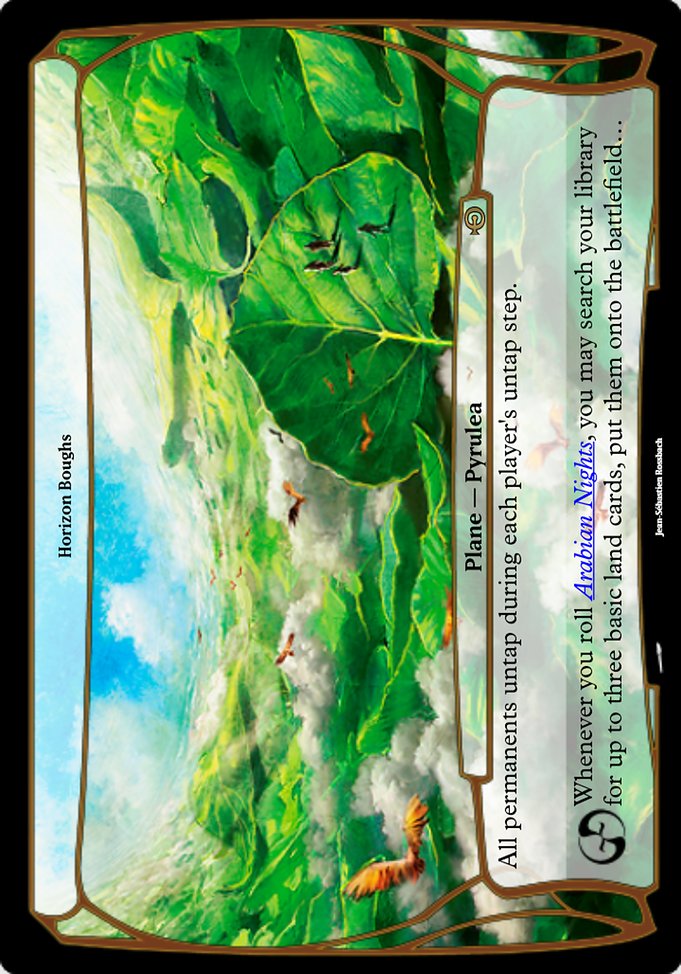 Horizon Boughs
Plane – Pyrulea
All permanents untap during each player's untap step.
Whenever you roll Arabian Nights, you may search your library
for up to three basic land cards, put them onto the battlefield...
Jean-Sébastien Rossbach